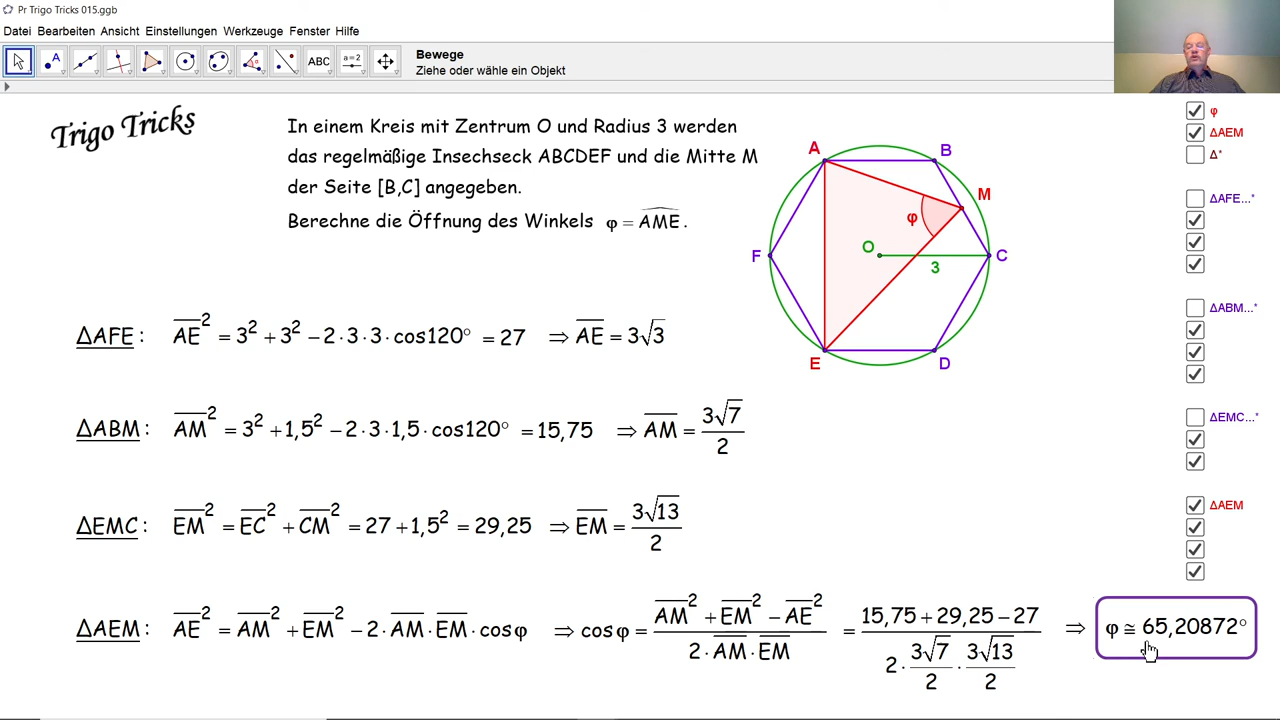 Pr Trigo Tricks 015.ggb
Datei Bearbeiten Ansicht Einstellungen Werkzeuge Fenster Hilfe
A ABC a=2
Bewege
Ziehe oder wähle ein Objekt
Trigo Tricks
In einem Kreis mit Zentrum O und Radius 3 werden
das regelmäßige Insechseck ABCDEF und die Mitte M
der Seite [B,C] angegeben.
Berechne die Öffnung des Winkels φ = AME.
A B
M
φ
O
F C
3
E D
φ
ΔAEM
Δ*
ΔAFE...*
ΔABM...*
ΔEMC...*
ΔAEM
ΔAFE: AE² = 3² + 3² − 2·3·3·cos120° = 27 ⇒ AE = 3√3
ΔABM: AM² = 3² + 1,5² − 2·3·1,5·cos120° = 15,75 ⇒ AM = 3√7/2
ΔEMC: EM² = EC² + CM² = 27 + 1,5² = 29,25 ⇒ EM = 3√13/2
ΔAEM: AE² = AM² + EM² − 2·AM·EM·cosφ ⇒ cosφ = (AM² + EM² − AE²)/(2·AM·EM) = (15,75 + 29,25 − 27)/(2·3√7/2·3√13/2) ⇒ φ ≅ 65,20872°